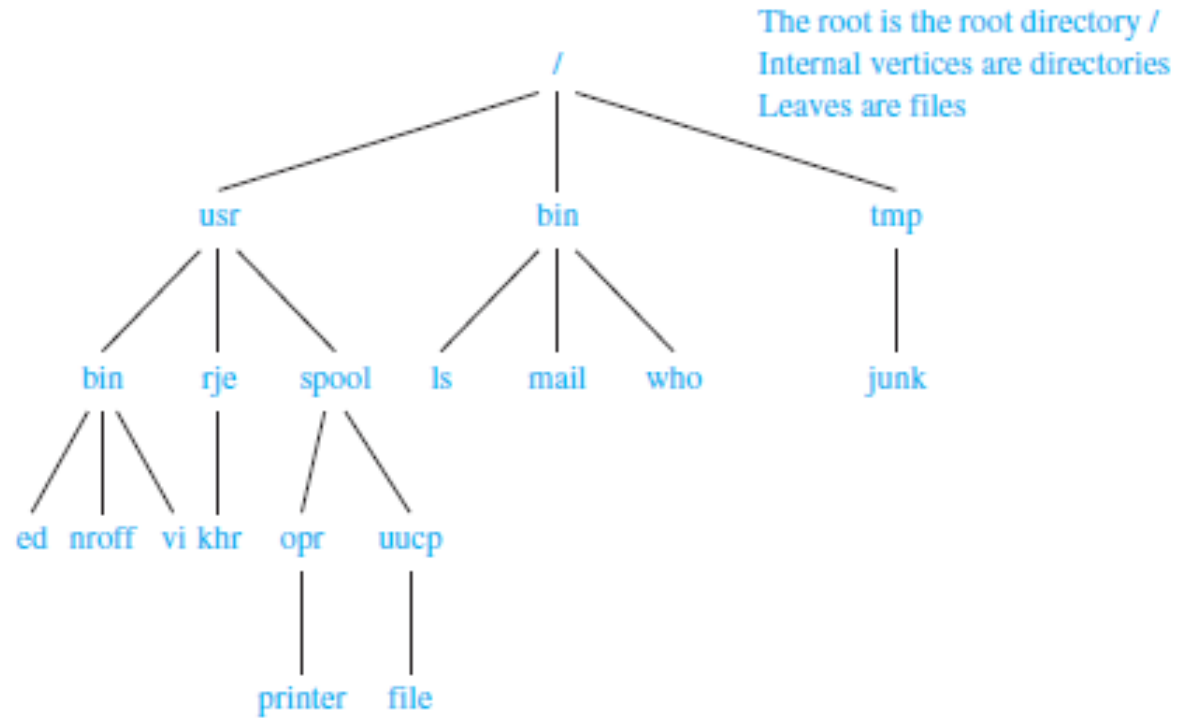 The root is the root directory /
Internal vertices are directories
Leaves are files
/
usr bin tmp
bin rje spool ls mail who junk
ed nroff vi khr opr uucp
printer file